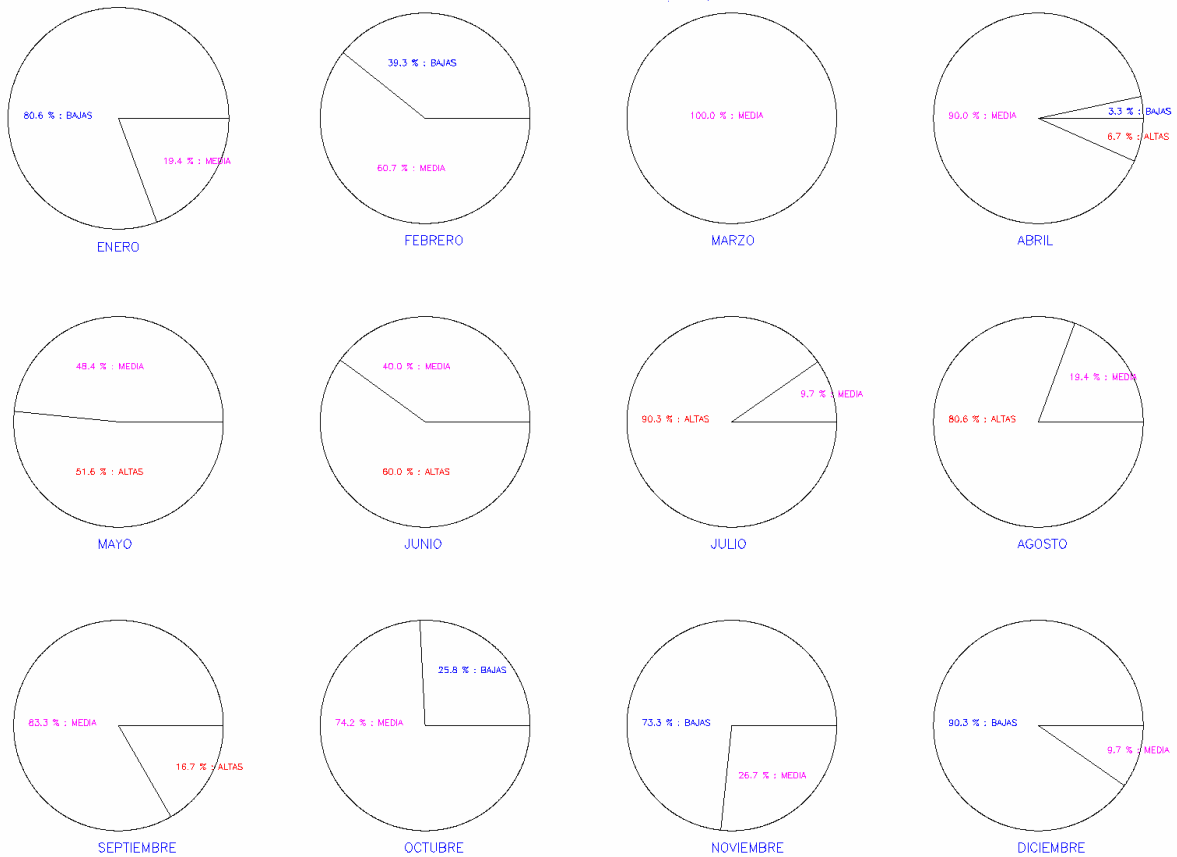 80.6 % : BAJAS
19.4 % : MEDIA
ENERO
39.3 % : BAJAS
60.7 % : MEDIA
FEBRERO
100.0 % : MEDIA
MARZO
90.0 % : MEDIA
3.3 % : BAJAS
6.7 % : ALTAS
ABRIL
48.4 % : MEDIA
51.6 % : ALTAS
MAYO
40.0 % : MEDIA
60.0 % : ALTAS
JUNIO
90.3 % : ALTAS
9.7 % : MEDIA
JULIO
80.6 % : ALTAS
19.4 % : MEDIA
AGOSTO
83.3 % : MEDIA
16.7 % : ALTAS
SEPTIEMBRE
25.8 % : BAJAS
74.2 % : MEDIA
OCTUBRE
73.3 % : BAJAS
26.7 % : MEDIA
NOVIEMBRE
90.3 % : BAJAS
9.7 % : MEDIA
DICIEMBRE